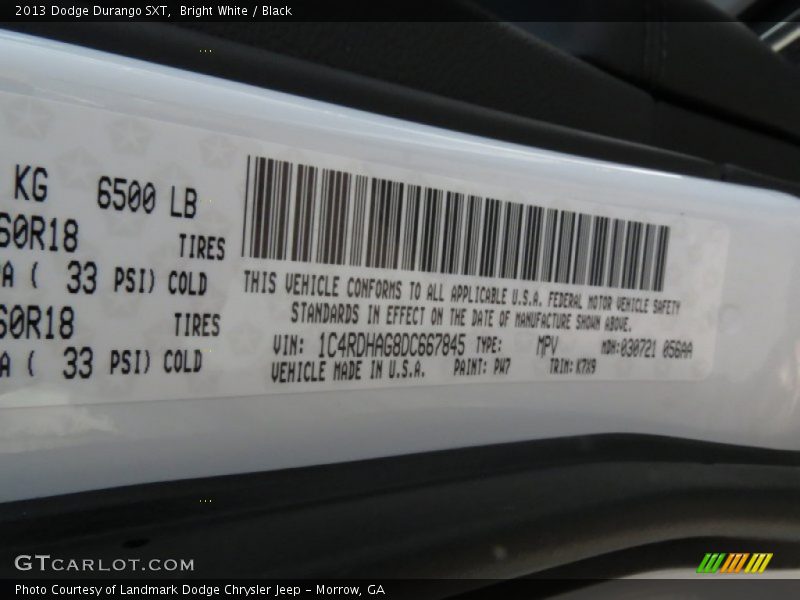 2013 Dodge Durango SXT, Bright White / Black
KG 6500 LB
60R18 TIRES
33 PSI) COLD
60R18 TIRES
33 PSI) COLD
THIS VEHICLE CONFORMS TO ALL APPLICABLE U.S.A. FEDERAL MOTOR VEHICLE SAFETY
STANDARDS IN EFFECT ON THE DATE OF MANUFACTURE SHOWN ABOVE.
VIN: 1C4RDHAG8DC667845 TYPE: MPV MDH:030721 056AA
VEHICLE MADE IN U.S.A. PAINT: PW7 TRIM: K7X9
GTCARLOT.COM
Photo Courtesy of Landmark Dodge Chrysler Jeep - Morrow, GA